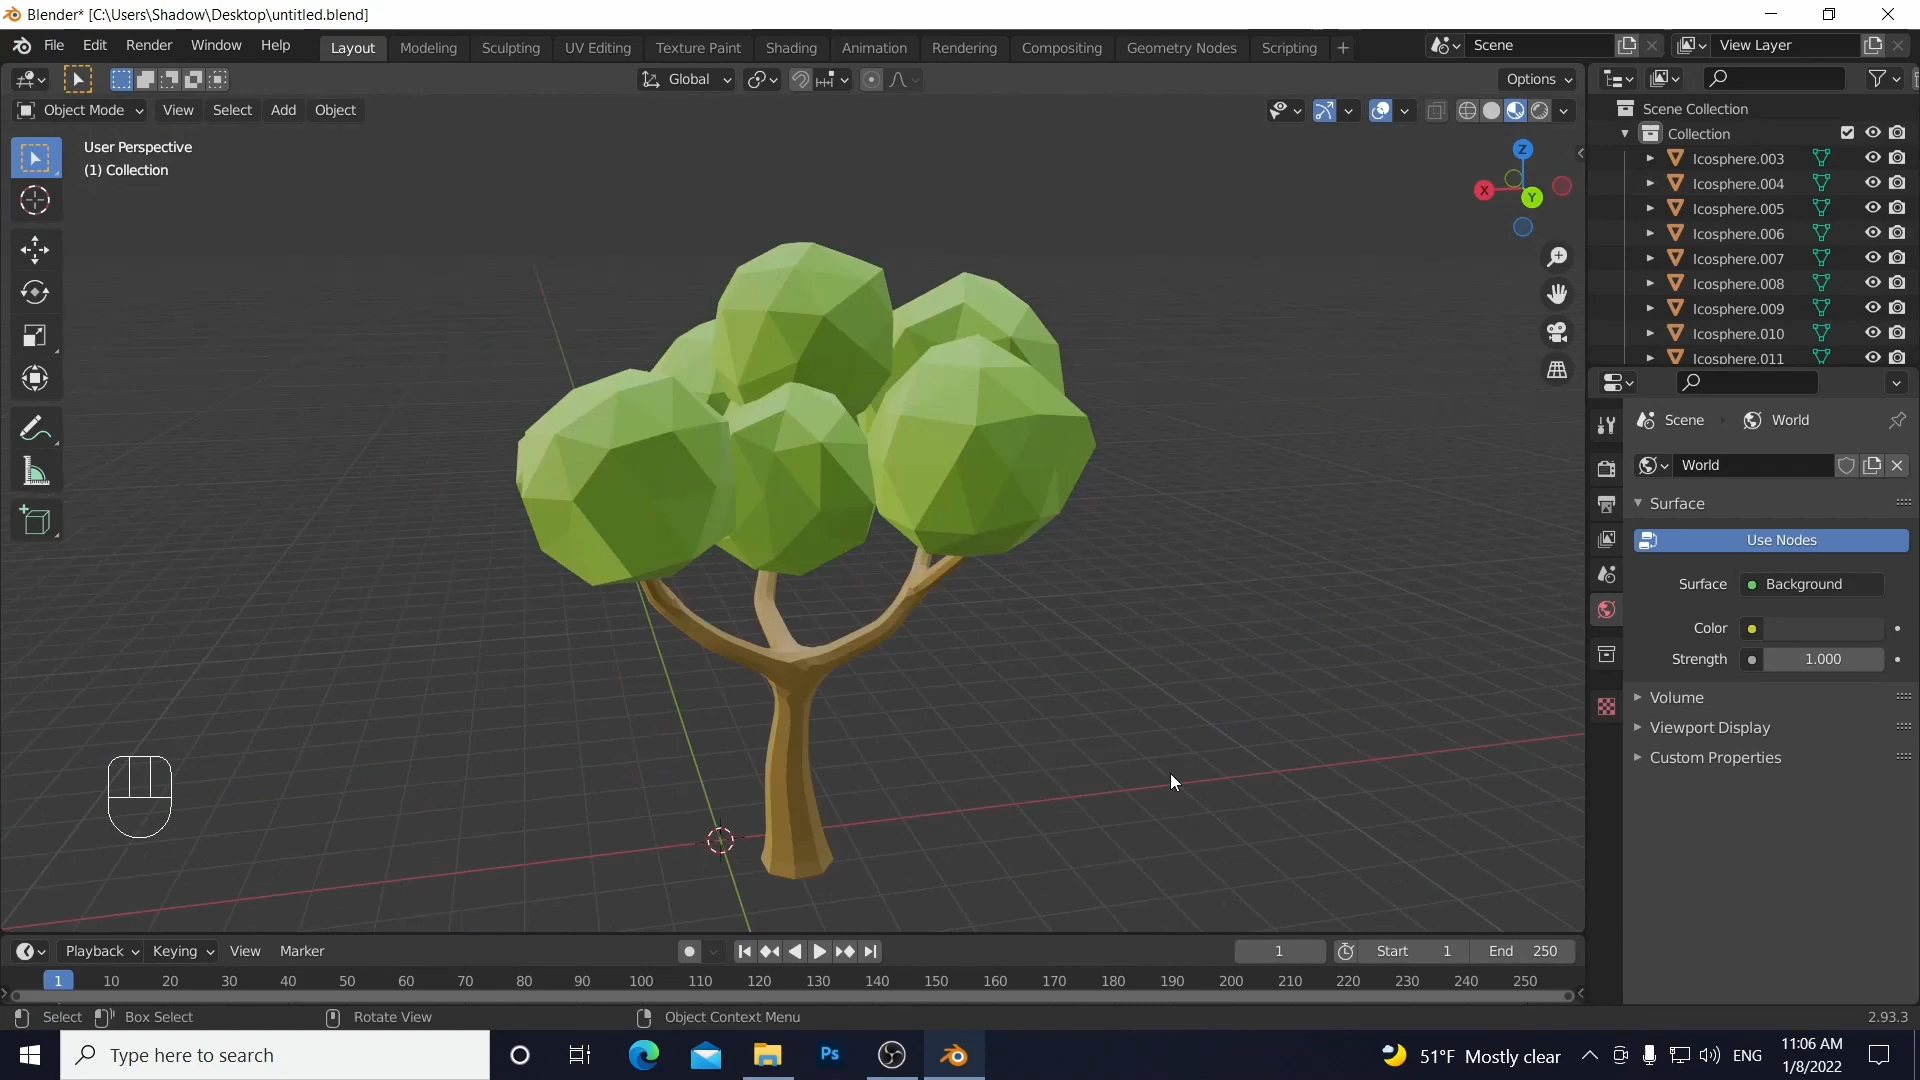 Blender* [C:\Users\Shadow\Desktop\untitled.blend]
File Edit Render Window Help Layout Modeling Sculpting UV Editing Texture Paint Shading Animation Rendering Compositing Geometry Nodes Scripting + Scene View Layer
Global Options
Object Mode View Select Add Object
User Perspective
(1) Collection
Z
X
Y
Scene Collection
Collection
Icosphere.003
Icosphere.004
Icosphere.005
Icosphere.006
Icosphere.007
Icosphere.008
Icosphere.009
Icosphere.010
Icosphere.011
Scene World
World
Surface
Use Nodes
Surface Background
Color
Strength 1.000
Volume
Viewport Display
Custom Properties
Playback Keying View Marker 1 Start 1 End 250
1 10 20 30 40 50 60 70 80 90 100 110 120 130 140 150 160 170 180 190 200 210 220 230 240 250
Select Box Select Rotate View Object Context Menu 2.93.3
Type here to search Ps 51°F Mostly clear ENG 11:06 AM
1/8/2022